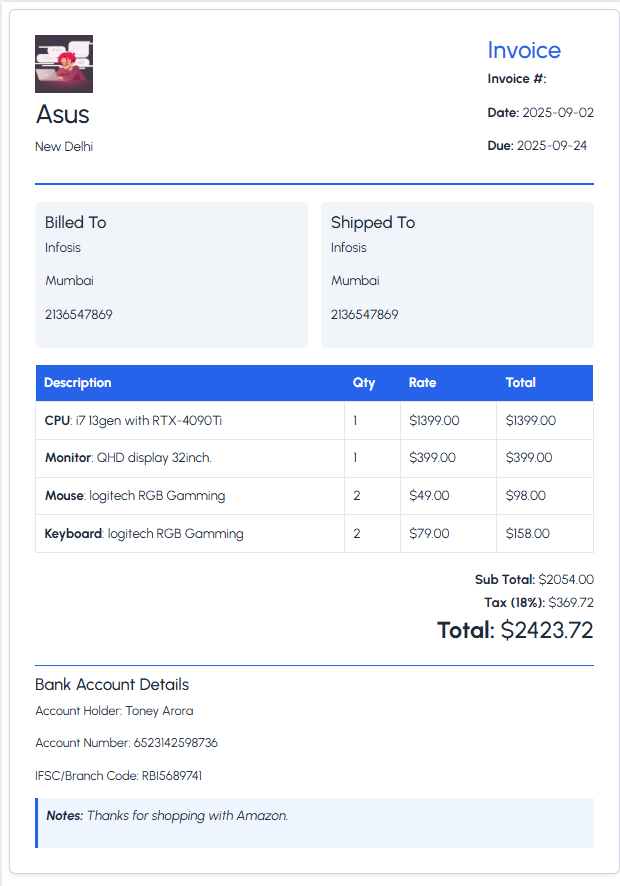 Invoice
Invoice #:
Asus
Date: 2025-09-02
New Delhi
Due: 2025-09-24
Billed To
Infosis
Mumbai
2136547869
Shipped To
Infosis
Mumbai
2136547869
Description Qty Rate Total
CPU: i7 13gen with RTX-4090Ti 1 $1399.00 $1399.00
Monitor: QHD display 32inch. 1 $399.00 $399.00
Mouse: logitech RGB Gamming 2 $49.00 $98.00
Keyboard: logitech RGB Gamming 2 $79.00 $158.00
Sub Total: $2054.00
Tax (18%): $369.72
Total: $2423.72
Bank Account Details
Account Holder: Toney Arora
Account Number: 6523142598736
IFSC/Branch Code: RBI5689741
Notes: Thanks for shopping with Amazon.